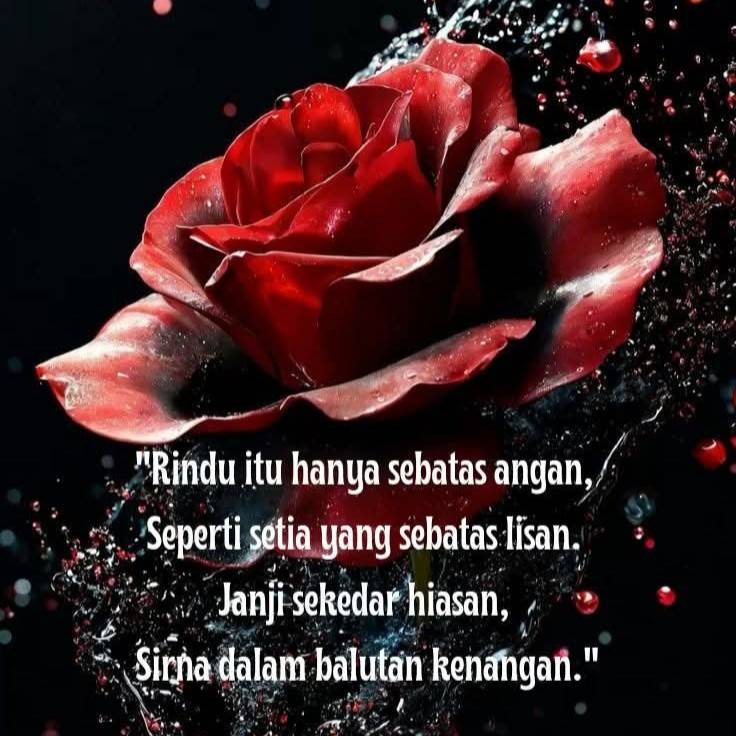 "Rindu itu hanya sebatas angan,
Seperti setia yang sebatas lisan.
Janji sekedar hiasan,
Sirna dalam balutan kenangan."